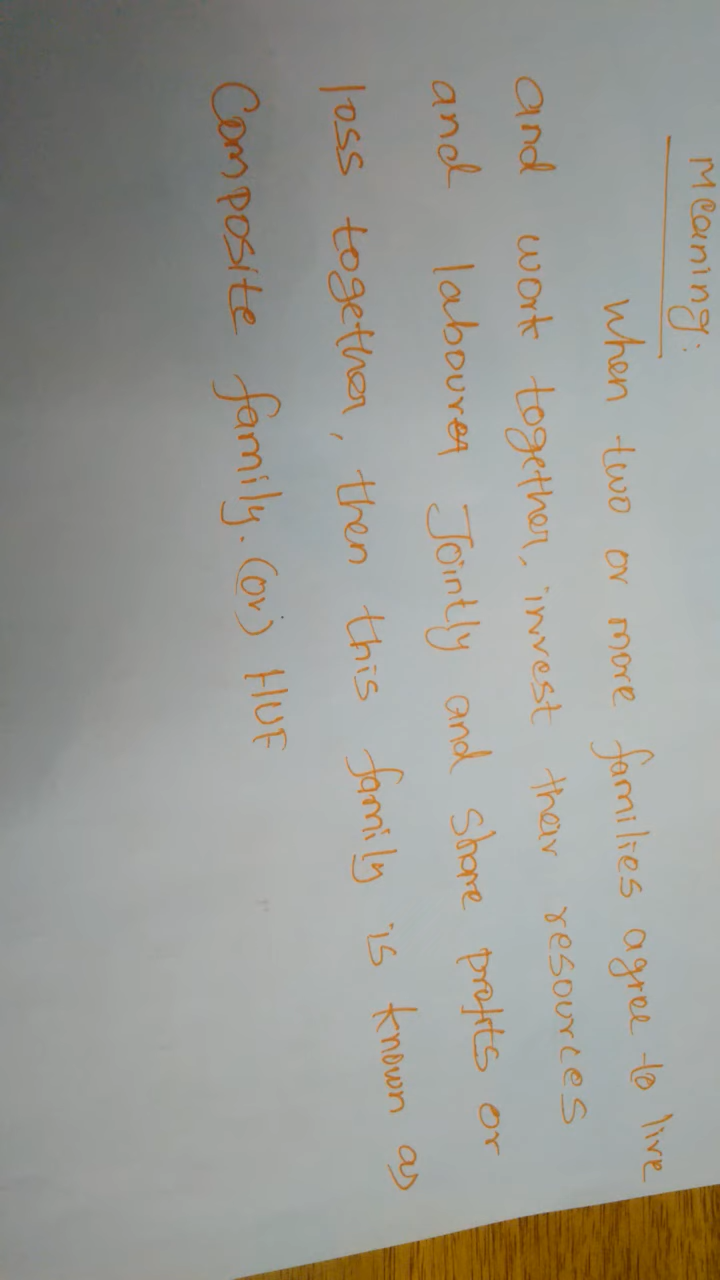 Meaning:
When two or more families agree to live
and work together, invest their resources
and labour Jointly and share profits or
loss together, then this family is known as
Composite family. (or) HUF